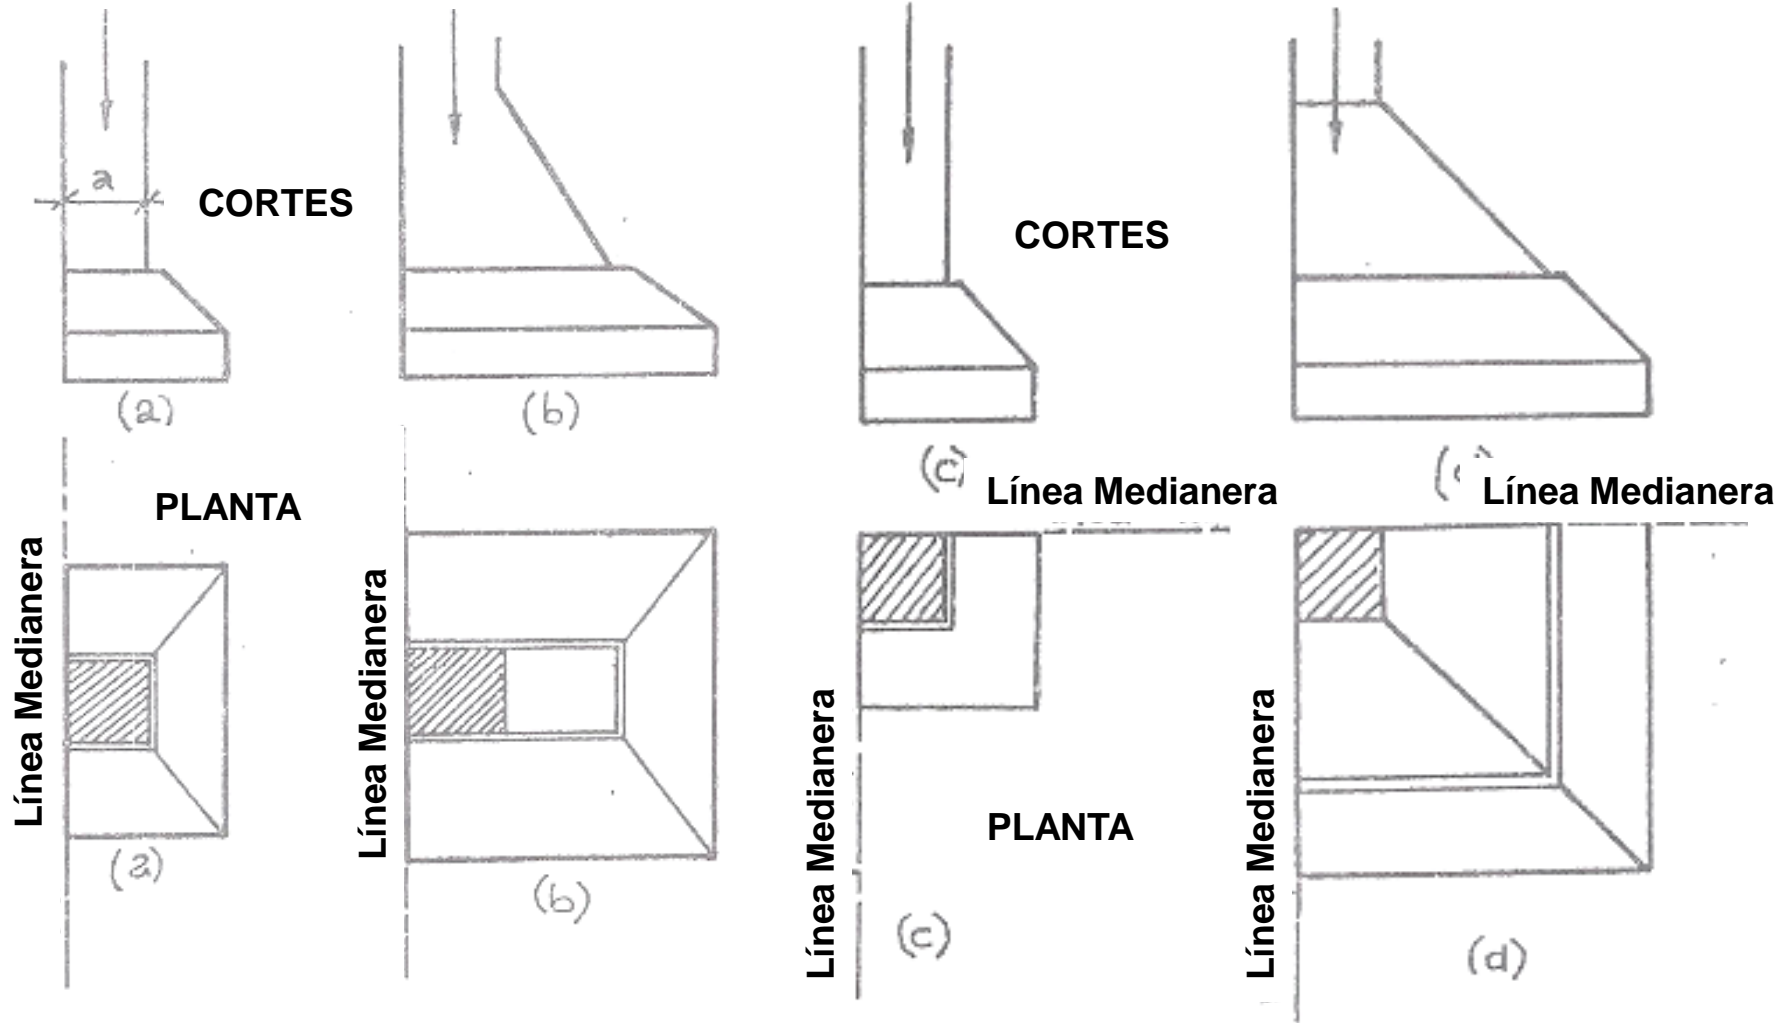 a
CORTES
(a)
(b)
CORTES
(c)
Línea Medianera
Línea Medianera
PLANTA
Línea Medianera
(a)
Línea Medianera
(b)
Línea Medianera
PLANTA
(c)
Línea Medianera
(d)